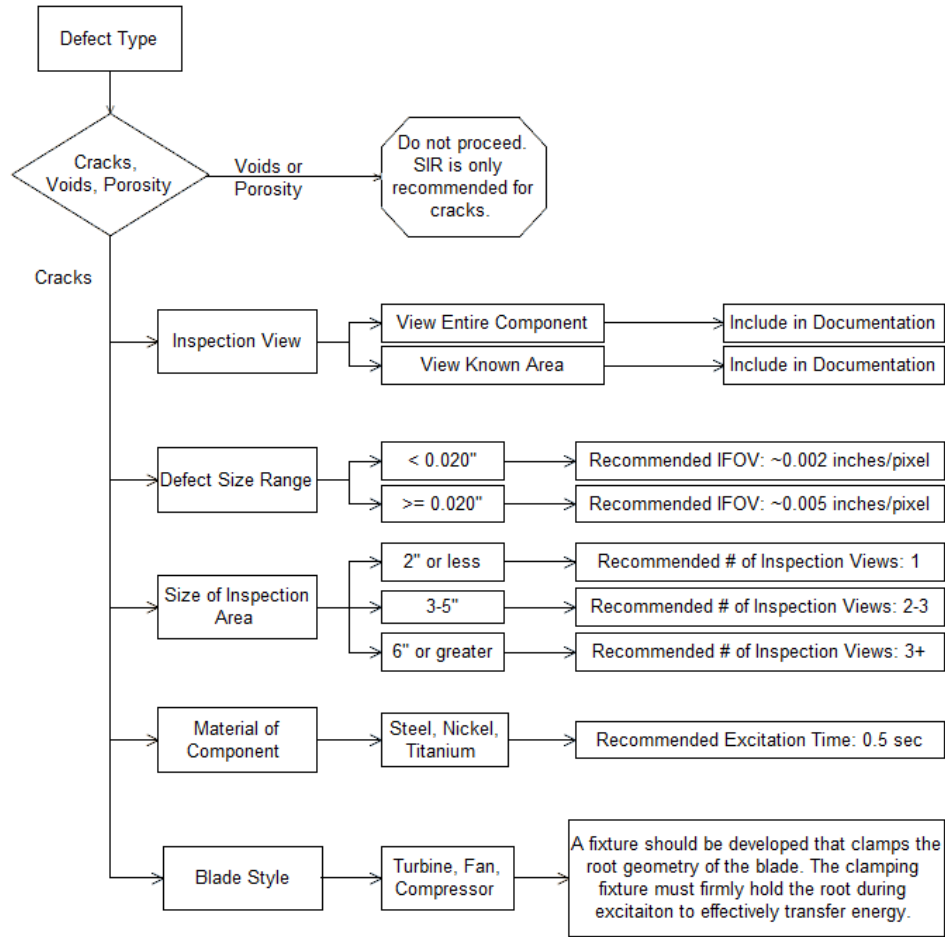 Defect Type
Cracks,
Voids, Porosity
Voids or
Porosity
Do not proceed.
SIR is only
recommended for
cracks.
Cracks
Inspection View
View Entire Component
Include in Documentation
View Known Area
Include in Documentation
Defect Size Range
< 0.020"
Recommended IFOV: ~0.002 inches/pixel
>= 0.020"
Recommended IFOV: ~0.005 inches/pixel
Size of Inspection
Area
2" or less
Recommended # of Inspection Views: 1
3-5"
Recommended # of Inspection Views: 2-3
6" or greater
Recommended # of Inspection Views: 3+
Material of
Component
Steel, Nickel,
Titanium
Recommended Excitation Time: 0.5 sec
Blade Style
Turbine, Fan,
Compressor
A fixture should be developed that clamps the
root geometry of the blade. The clamping
fixture must firmly hold the root during
excitaiton to effectively transfer energy.